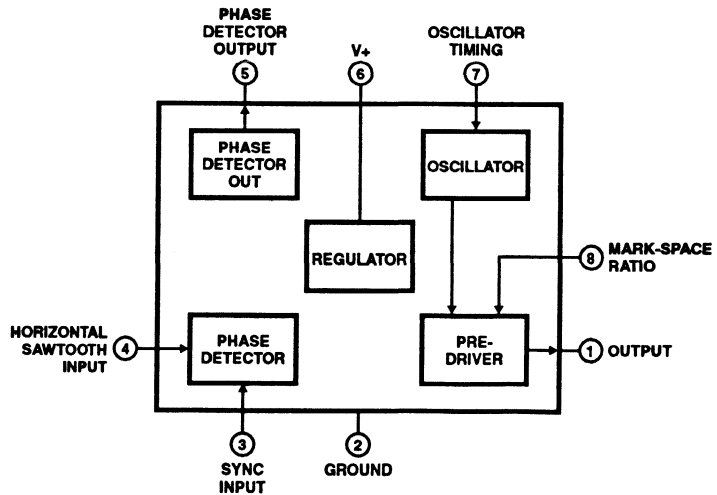 PHASE
DETECTOR
OUTPUT
5
V+
6
OSCILLATOR
TIMING
7
PHASE
DETECTOR
OUT
OSCILLATOR
REGULATOR
8
MARK-SPACE
RATIO
HORIZONTAL
SAWTOOTH
INPUT
4
PHASE
DETECTOR
PRE-
DRIVER
1
OUTPUT
3
SYNC
INPUT
2
GROUND